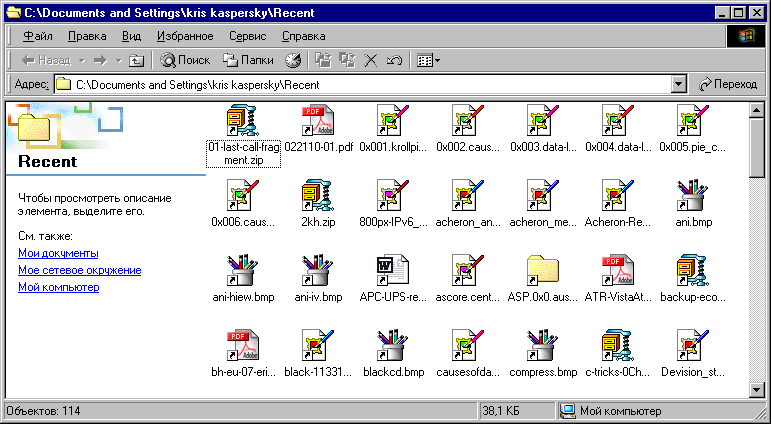 C:\Documents and Settings\kris kaspersky\Recent
Файл Правка Вид Избранное Сервис Справка
Назад Поиск Папки
Адрес: C:\Documents and Settings\kris kaspersky\Recent Переход
Recent
Чтобы просмотреть описание
элемента, выделите его.
См. также:
Мои документы
Мое сетевое окружение
Мой компьютер
01-last-call-frag
ment.zip
022110-01.pdf 0x001.krollpi... 0x002.caus... 0x003.data-l... 0x004.data-l... 0x005.pie_c...
0x006.caus... 2kh.zip 800px-IPv6_... acheron_an... acheron_me... Acheron-Re... ani.bmp
ani-hiew.bmp ani-iv.bmp APC-UPS-re... ascore.cent... ASP.0x0.aus... ATR-VistaAt... backup-eco...
bh-eu-07-eri... black-11331... blackcd.bmp causesofda... compress.bmp c-tricks-0Ch... Devision_st...
Объектов: 114 38,1 КБ Мой компьютер